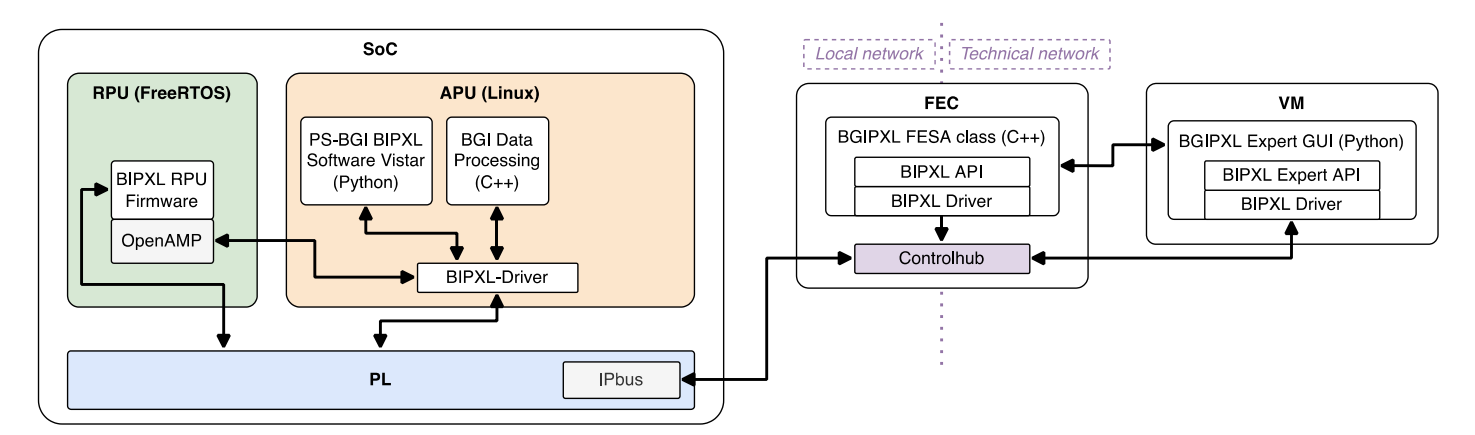 SoC
RPU (FreeRTOS)
BIPXL RPU
Firmware
OpenAMP
APU (Linux)
PS-BGI BIPXL
Software Vistar
(Python)
BGI Data
Processing
(C++)
BIPXL-Driver
PL
IPbus
Local network
Technical network
FEC
BGIPXL FESA class (C++)
BIPXL API
BIPXL Driver
Controlhub
VM
BGIPXL Expert GUI (Python)
BIPXL Expert API
BIPXL Driver